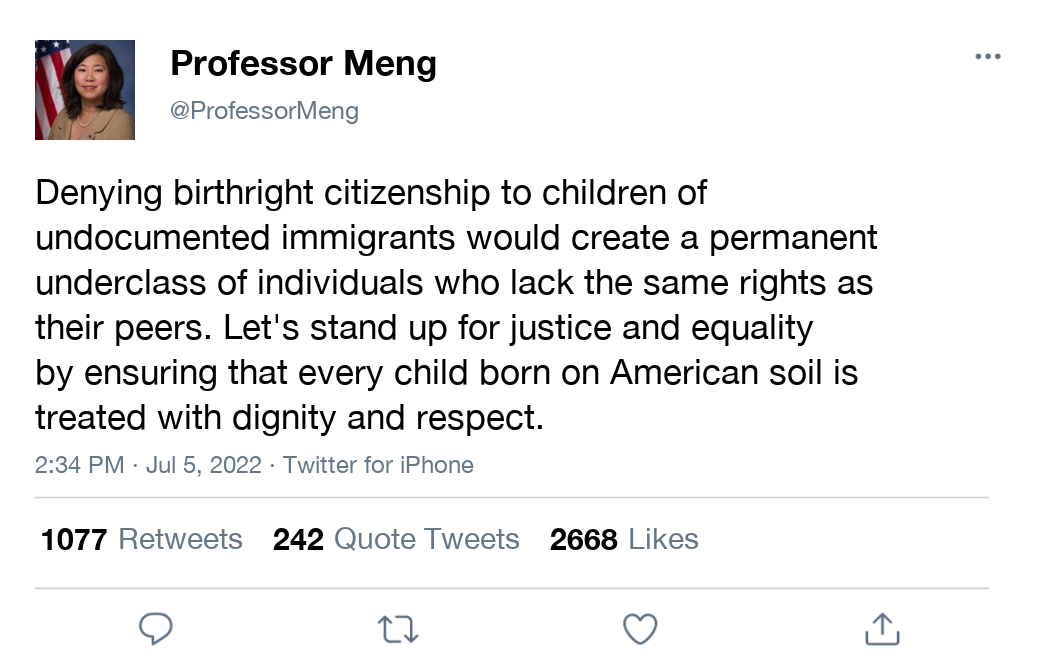 Professor Meng
@ProfessorMeng
Denying birthright citizenship to children of
undocumented immigrants would create a permanent
underclass of individuals who lack the same rights as
their peers. Let's stand up for justice and equality
by ensuring that every child born on American soil is
treated with dignity and respect.
2:34 PM · Jul 5, 2022 · Twitter for iPhone
1077 Retweets 242 Quote Tweets 2668 Likes